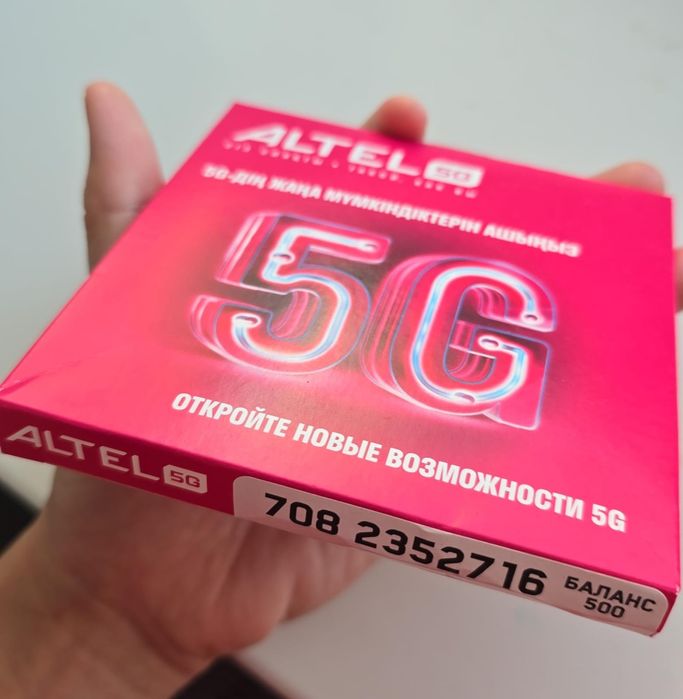 ALTEL 5G
5G-ДІҢ ЖАҢА МҮМКІНДІКТЕРІН АШЫҢЫЗ
5G
ОТКРОЙТЕ НОВЫЕ ВОЗМОЖНОСТИ 5G
ALTEL 5G
708 2352716
БАЛАНС
500